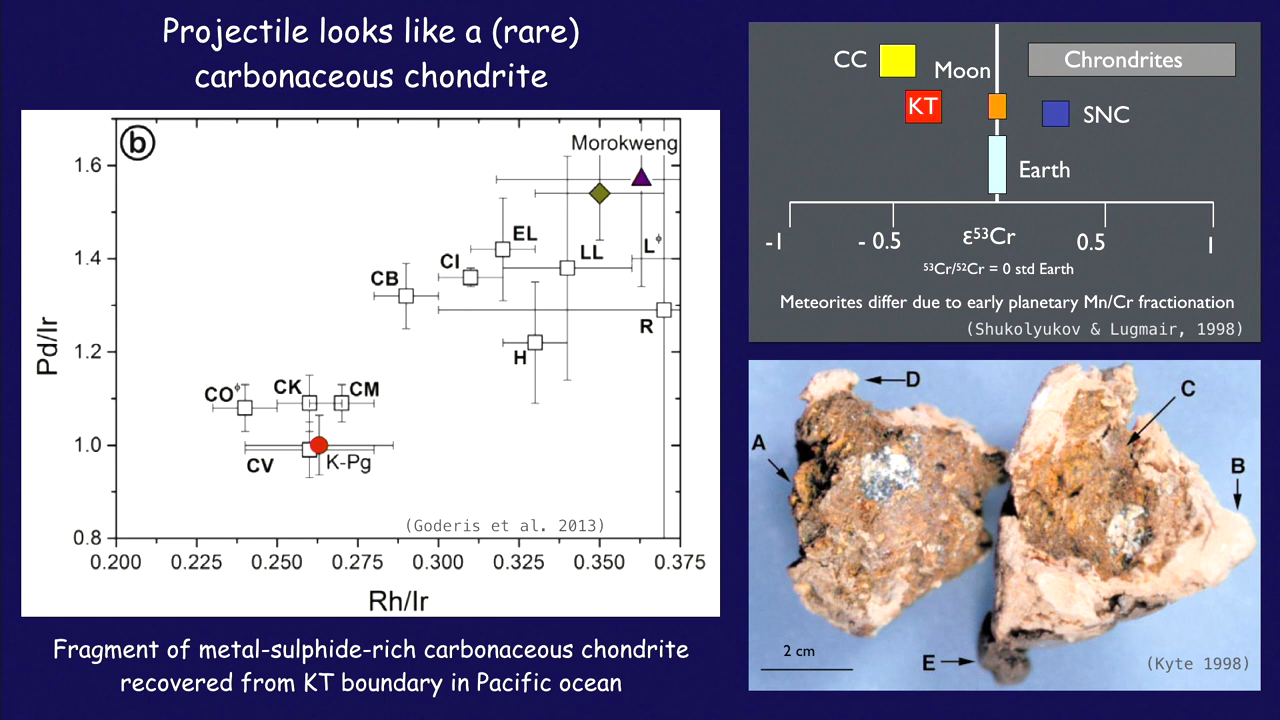 Projectile looks like a (rare)
carbonaceous chondrite
b
Morokweng
1.6
1.4
1.2
1.0
0.8
Pd/Ir
EL
LL
Lᶲ
CI
CB
R
H
COᶲ
CK
CM
CV
K-Pg
(Goderis et al. 2013)
0.200 0.225 0.250 0.275 0.300 0.325 0.350 0.375
Rh/Ir
Fragment of metal-sulphide-rich carbonaceous chondrite
recovered from KT boundary in Pacific ocean
CC
Moon
Chrondrites
KT
SNC
Earth
-1 - 0.5 ε⁵³Cr 0.5 1
⁵³Cr/⁵²Cr = 0 std Earth
Meteorites differ due to early planetary Mn/Cr fractionation
(Shukolyukov & Lugmair, 1998)
D
C
A
B
2 cm
E
(Kyte 1998)